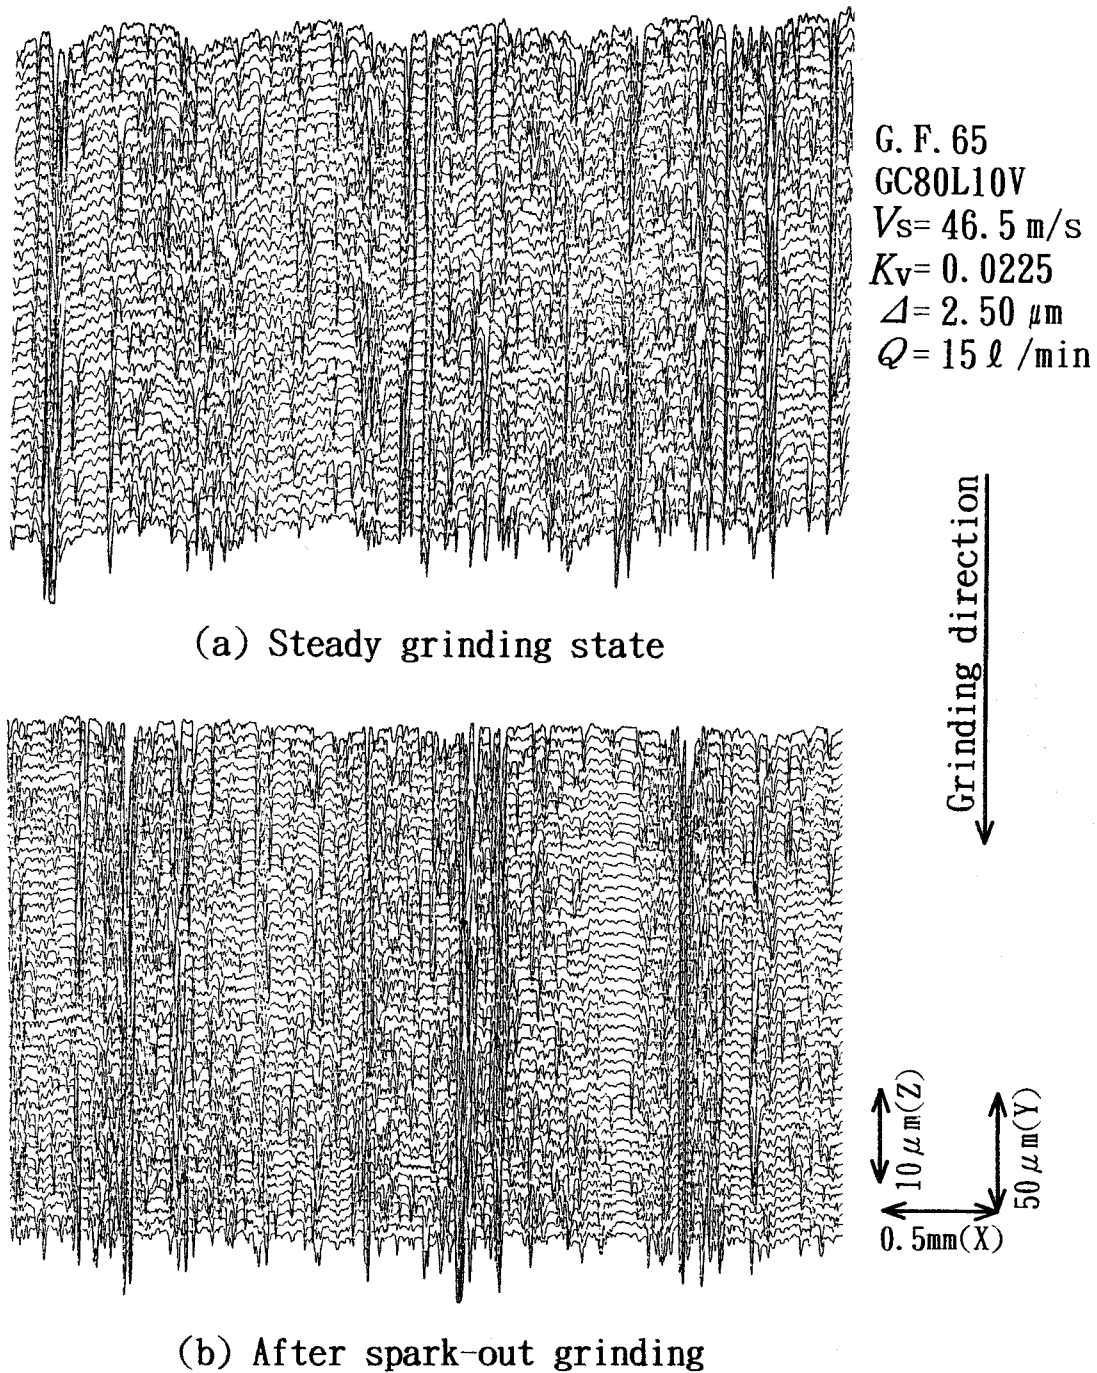 G. F. 65
GC80L10V
Vs= 46. 5 m/s
Kv= 0. 0225
Δ= 2. 50 μm
Q = 15 ℓ /min
Grinding direction
(a) Steady grinding state
10 μm(Z)
50 μm(Y)
0. 5mm(X)
(b) After spark-out grinding